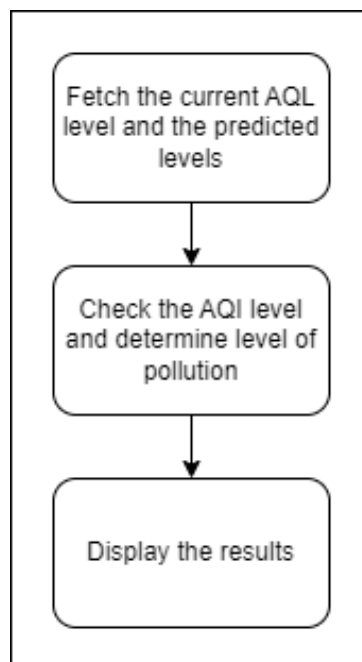 Fetch the current AQL
level and the predicted
levels
Check the AQI level
and determine level of
pollution
Display the results